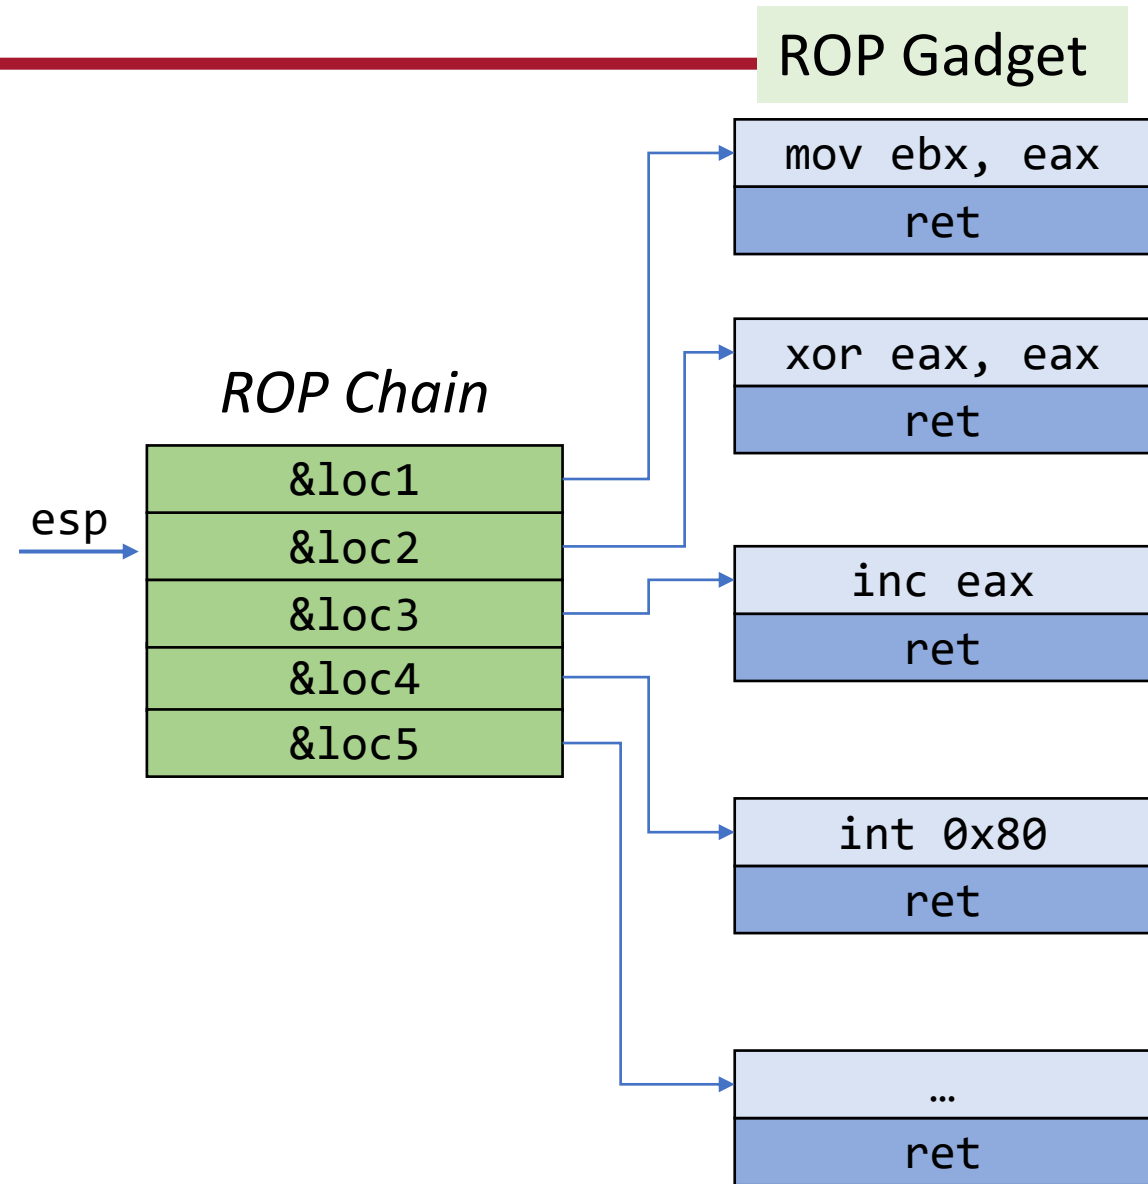 ROP Gadget
mov ebx, eax
ret
xor eax, eax
ret
ROP Chain
&loc1
esp
&loc2
&loc3
&loc4
&loc5
inc eax
ret
int 0x80
ret
…
ret